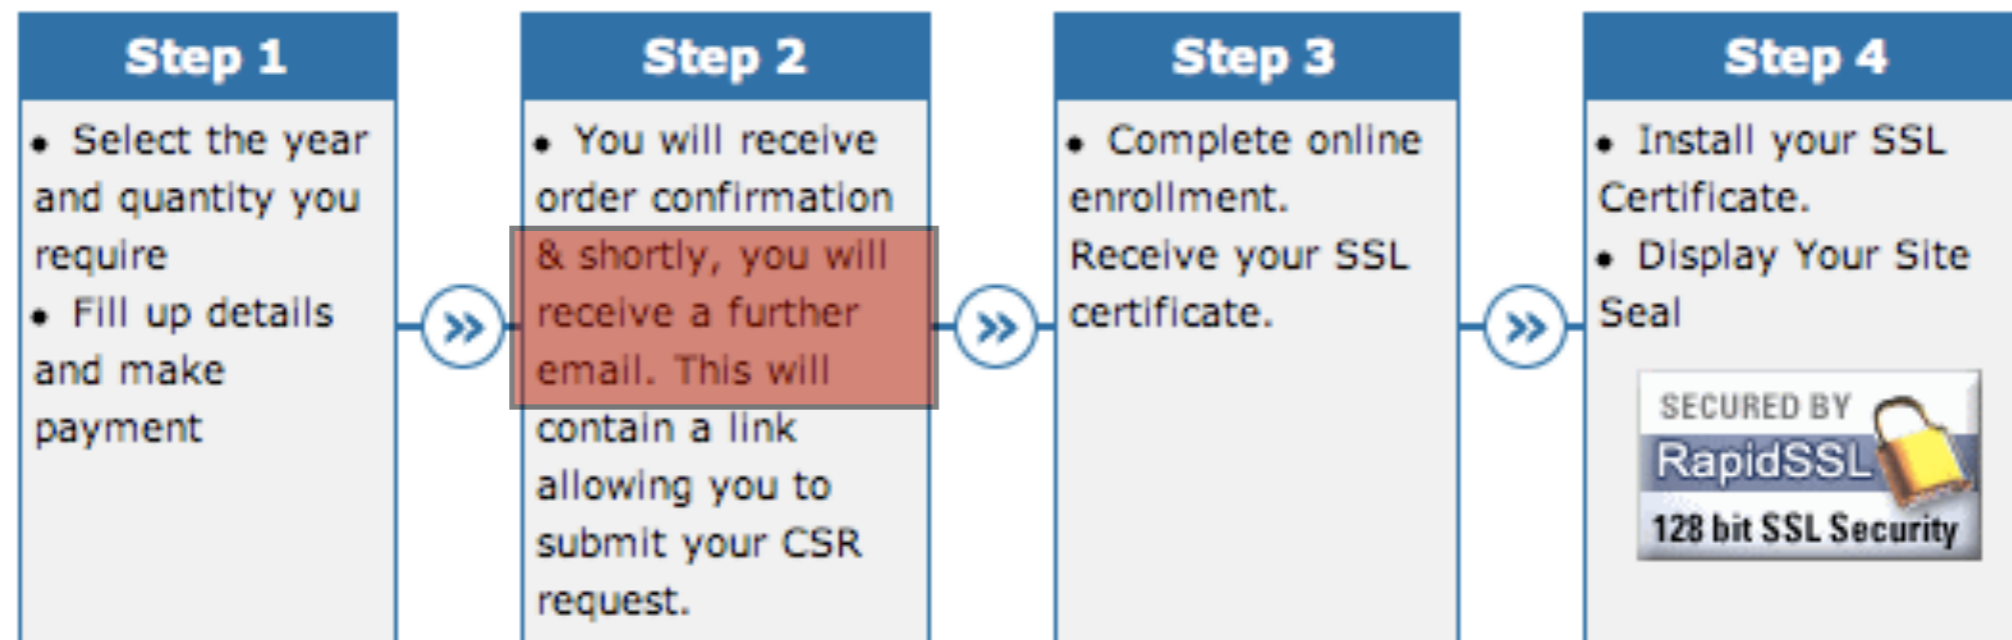 Step 1
• Select the year
and quantity you
require
• Fill up details
and make
payment
Step 2
• You will receive
order confirmation
& shortly, you will
receive a further
email. This will
contain a link
allowing you to
submit your CSR
request.
Step 3
• Complete online
enrollment.
Receive your SSL
certificate.
Step 4
• Install your SSL
Certificate.
• Display Your Site
Seal
SECURED BY
RapidSSL
128 bit SSL Security